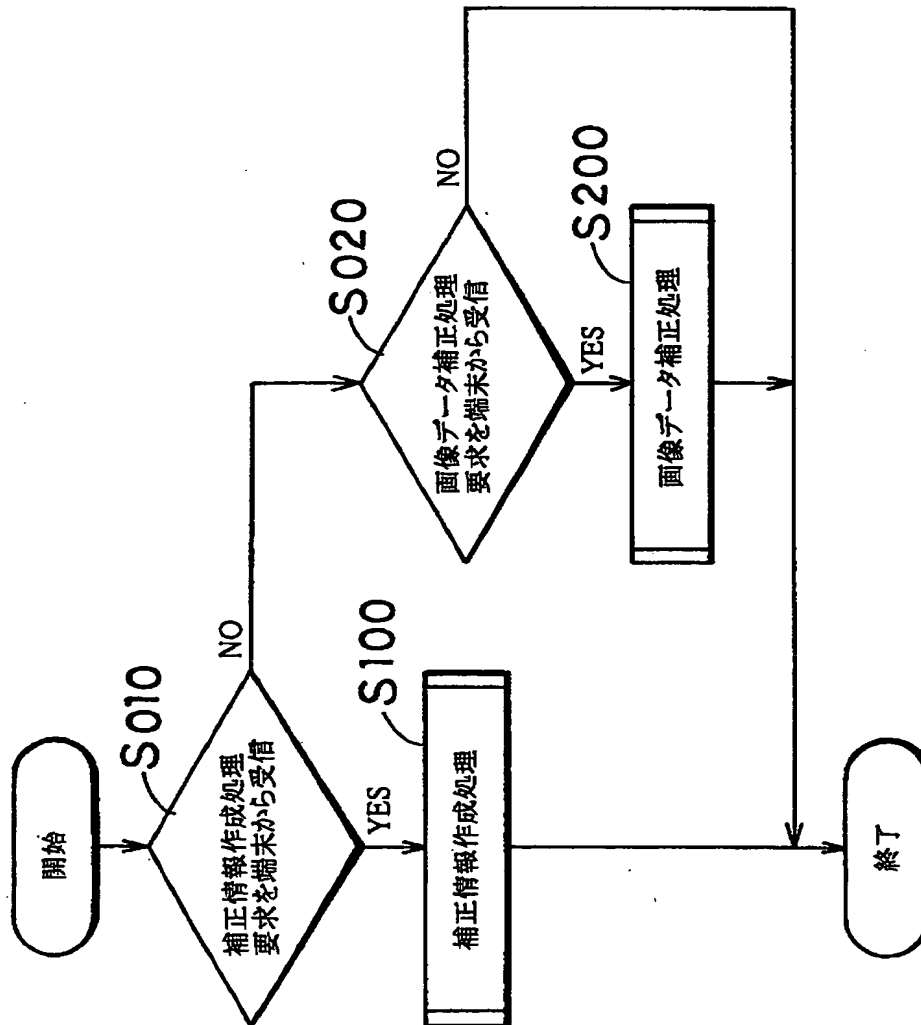 開始
S010
補正情報作成処理
要求を端末から受信
NO
YES
S100
補正情報作成処理
S020
画像データ補正処理
要求を端末から受信
NO
YES
S200
画像データ補正処理
終了